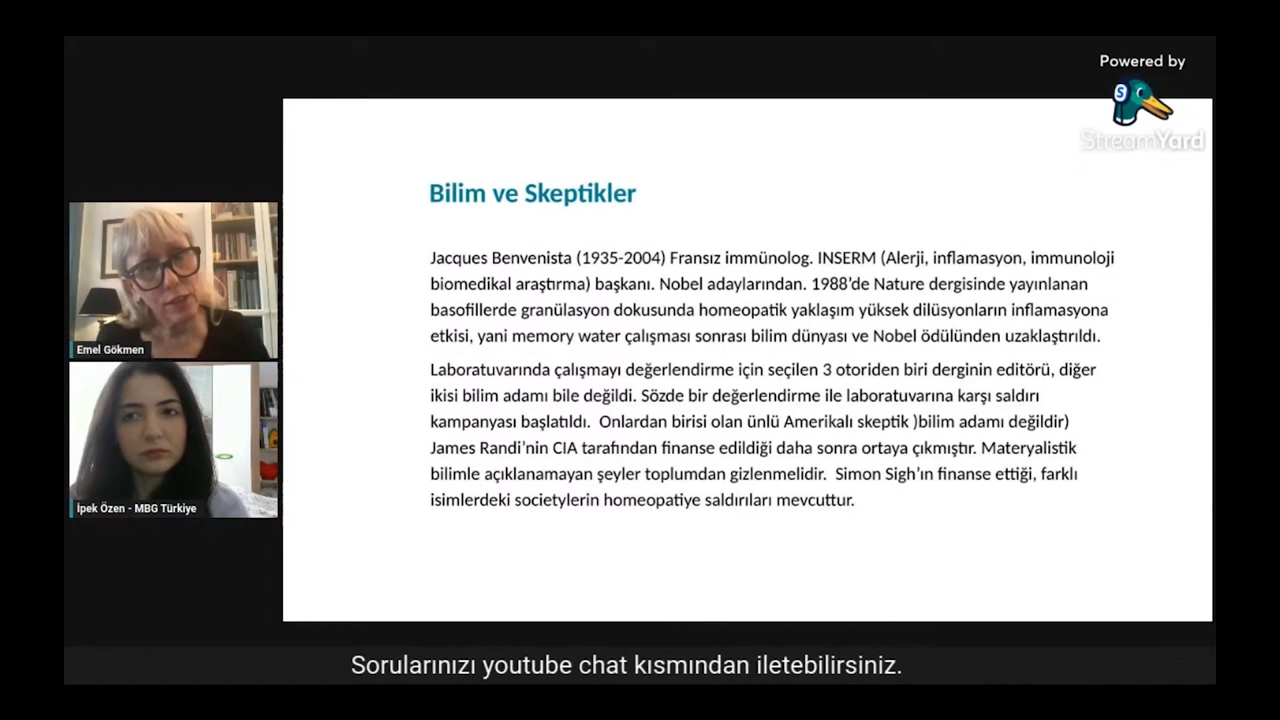 Powered by
StreamYard
Bilim ve Skeptikler
Jacques Benvenista (1935-2004) Fransız immünolog. INSERM (Alerji, inflamasyon, immunoloji
biomedikal araştırma) başkanı. Nobel adaylarından. 1988’de Nature dergisinde yayınlanan
basofillerde granülasyon dokusunda homeopatik yaklaşım yüksek dilüsyonların inflamasyona
etkisi, yani memory water çalışması sonrası bilim dünyası ve Nobel ödülünden uzaklaştırıldı.
Laboratuvarında çalışmayı değerlendirme için seçilen 3 otoriden biri derginin editörü, diğer
ikisi bilim adamı bile değildi. Sözde bir değerlendirme ile laboratuvarına karşı saldırı
kampanyası başlatıldı.  Onlardan birisi olan ünlü Amerikalı skeptik )bilim adamı değildir)
James Randi’nin CIA tarafından finanse edildiği daha sonra ortaya çıkmıştır. Materyalistik
bilimle açıklanamayan şeyler toplumdan gizlenmelidir.  Simon Sigh’ın finanse ettiği, farklı
isimlerdeki societylerin homeopatiye saldırıları mevcuttur.
Emel Gökmen
İpek Özen - MBG Türkiye
Sorularınızı youtube chat kısmından iletebilirsiniz.